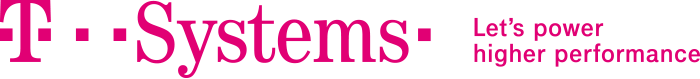 T · · · Systems ·
Let's power
higher performance